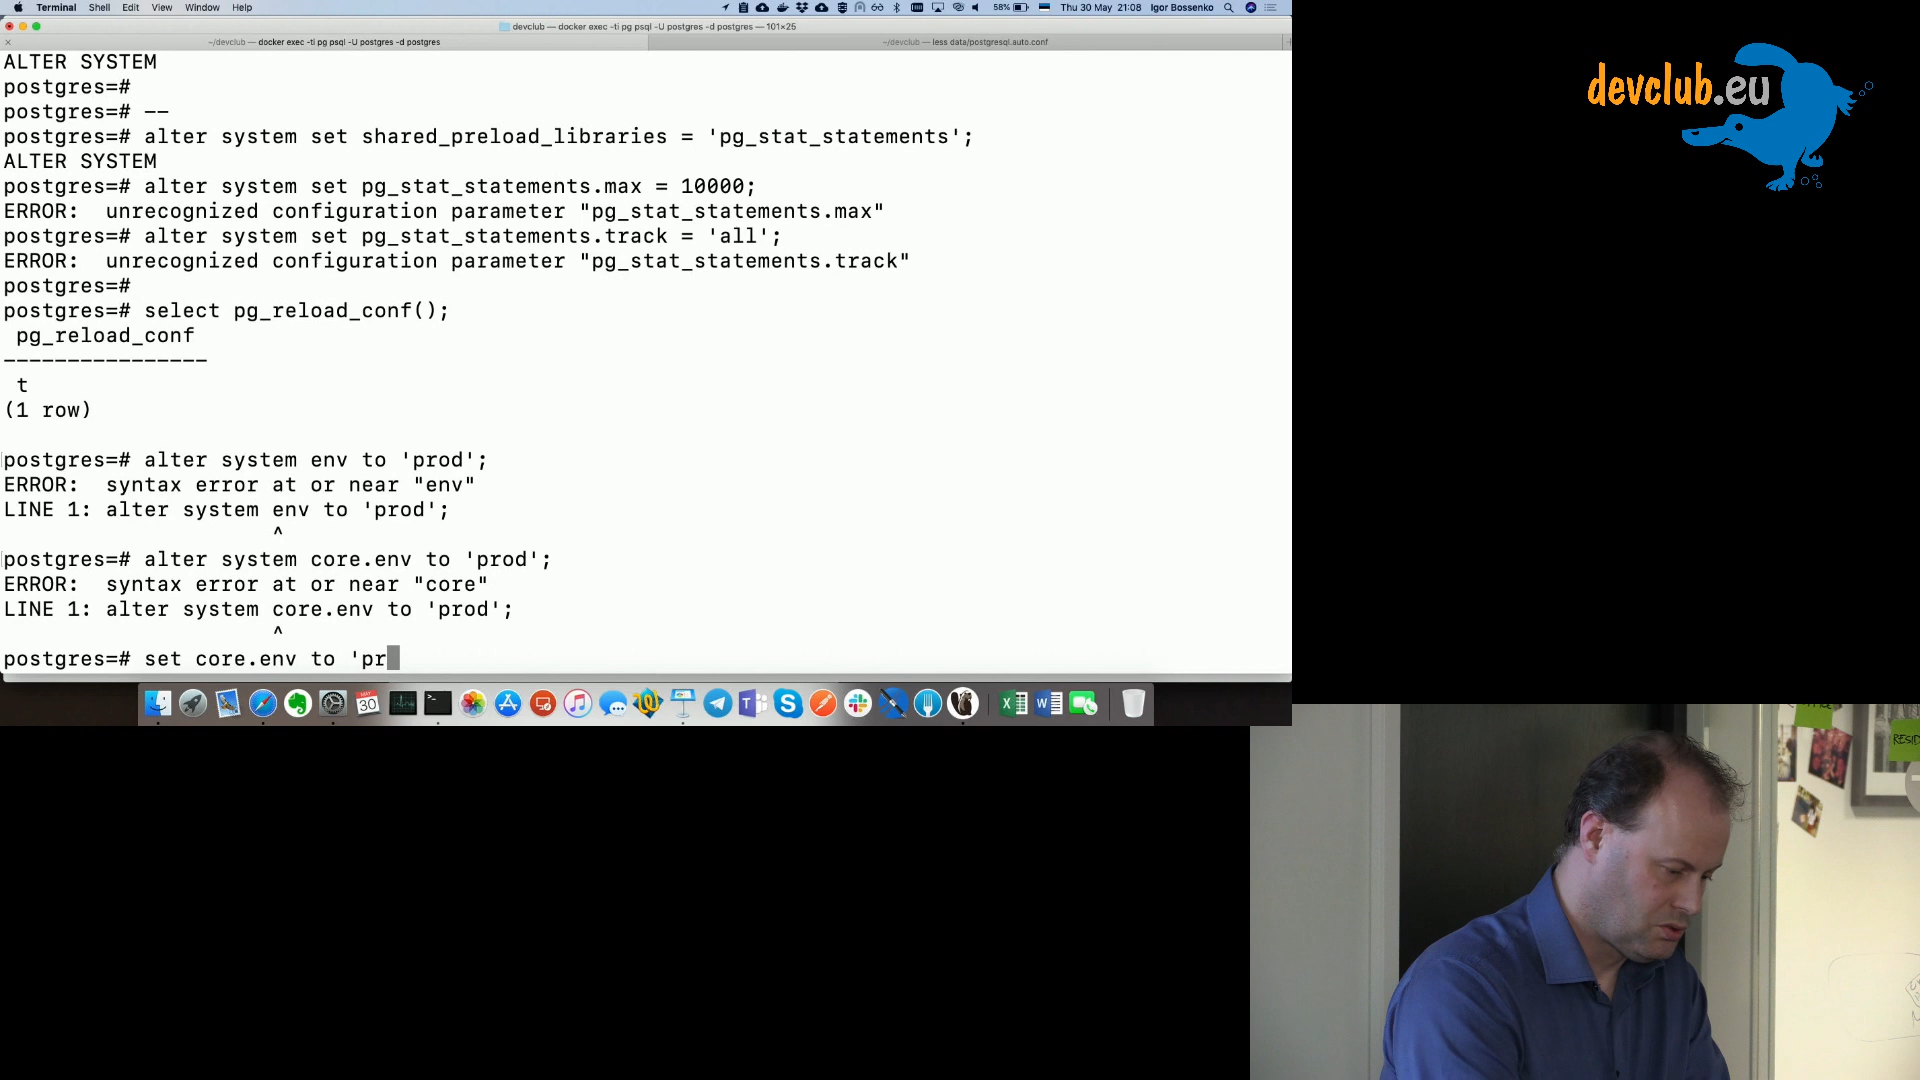 Terminal Shell Edit View Window Help
58% Thu 30 May 21:08 Igor Bossenko
devclub — docker exec -ti pg psql -U postgres -d postgres — 101×25
~/devclub — docker exec -ti pg psql -U postgres -d postgres
~/devclub — less data/postgresql.auto.conf
ALTER SYSTEM
postgres=#
postgres=# --
postgres=# alter system set shared_preload_libraries = 'pg_stat_statements';
ALTER SYSTEM
postgres=# alter system set pg_stat_statements.max = 10000;
ERROR:  unrecognized configuration parameter "pg_stat_statements.max"
postgres=# alter system set pg_stat_statements.track = 'all';
ERROR:  unrecognized configuration parameter "pg_stat_statements.track"
postgres=#
postgres=# select pg_reload_conf();
 pg_reload_conf
----------------
 t
(1 row)
postgres=# alter system env to 'prod';
ERROR:  syntax error at or near "env"
LINE 1: alter system env to 'prod';
^
postgres=# alter system core.env to 'prod';
ERROR:  syntax error at or near "core"
LINE 1: alter system core.env to 'prod';
^
postgres=# set core.env to 'pr
MAY
30
devclub.eu